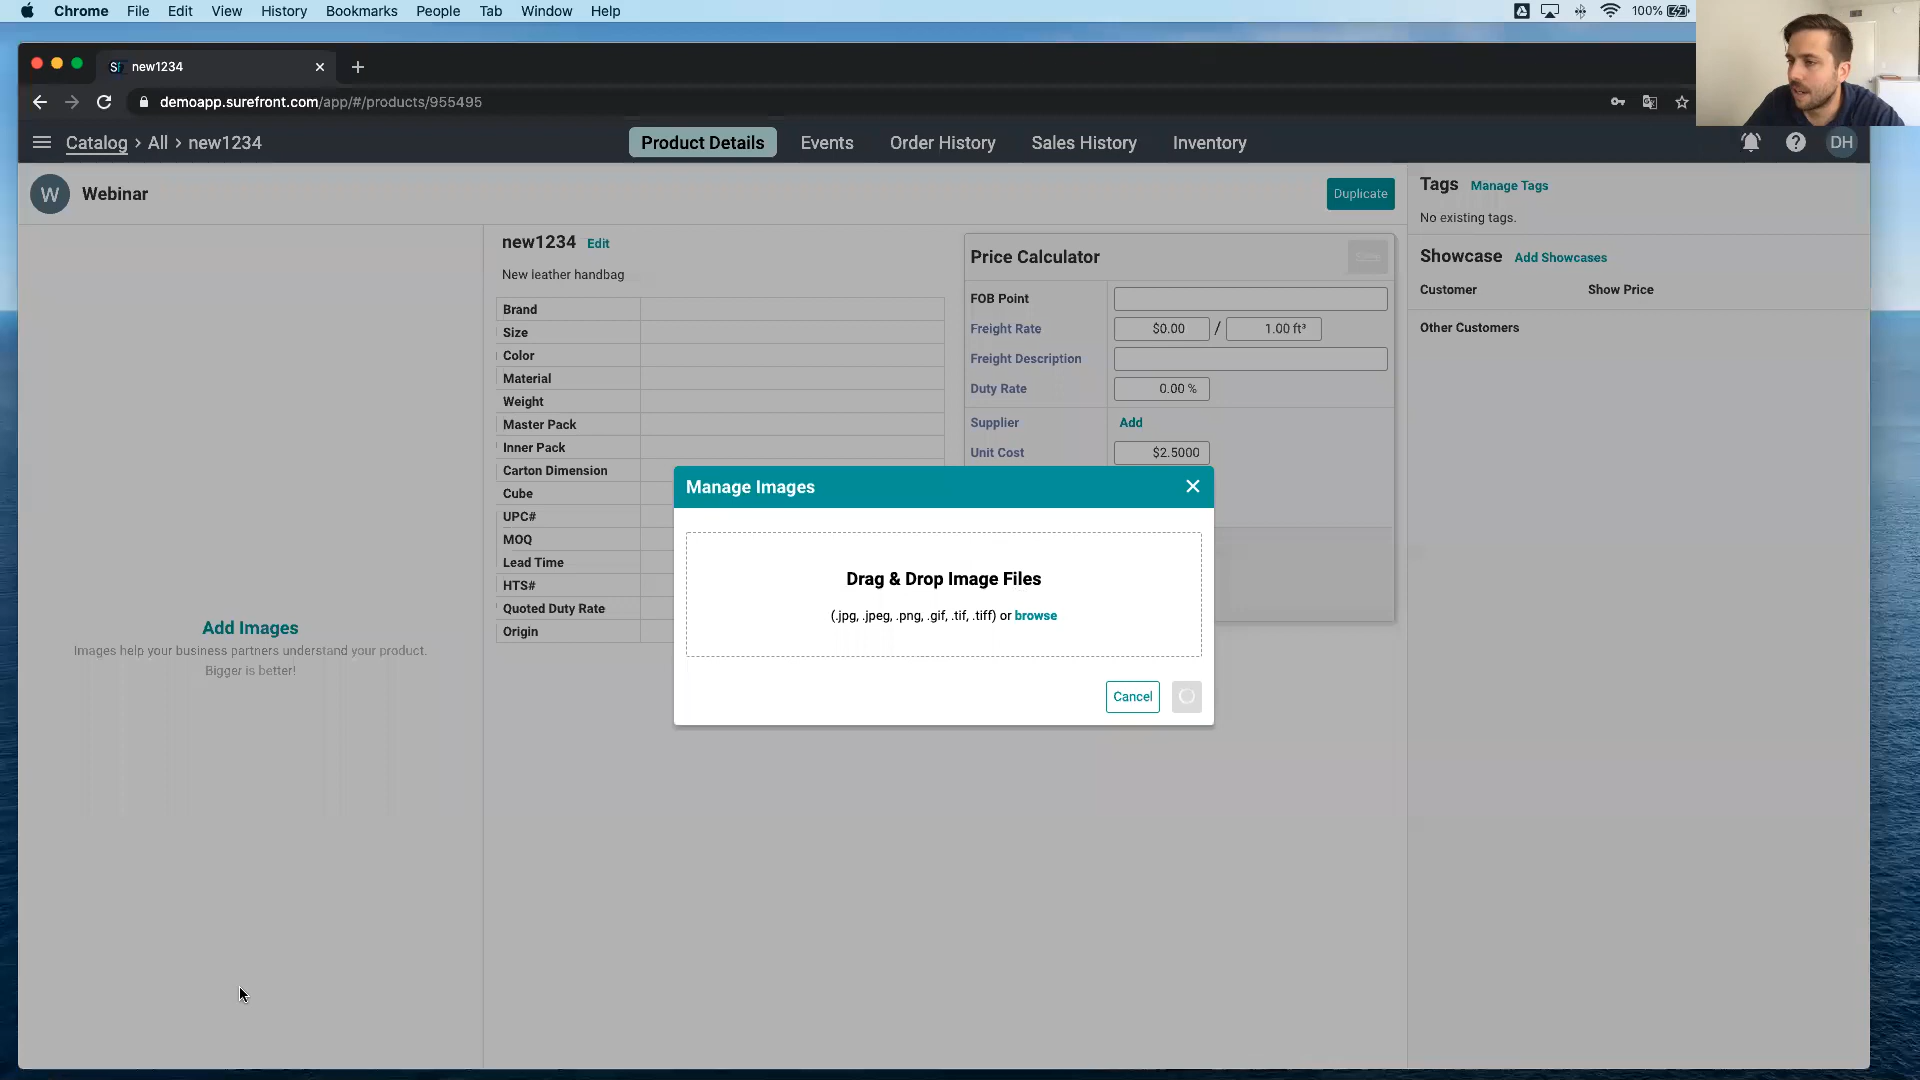 Chrome File Edit View History Bookmarks People Tab Window Help 100%
new1234
demoapp.surefront.com/app/#/products/955495
Catalog > All > new1234 Product Details Events Order History Sales History Inventory DH
W Webinar Duplicate
Tags Manage Tags
No existing tags.
Showcase Add Showcases
Customer Show Price
Other Customers
new1234 Edit
New leather handbag
Brand
Size
Color
Material
Weight
Master Pack
Inner Pack
Carton Dimension
Cube
UPC#
MOQ
Lead Time
HTS#
Quoted Duty Rate
Origin
Price Calculator
FOB Point
Freight Rate $0.00 / 1.00 ft³
Freight Description
Duty Rate 0.00 %
Supplier Add
Unit Cost $2.5000
Add Images
Images help your business partners understand your product.
Bigger is better!
Manage Images
Drag & Drop Image Files
(.jpg, .jpeg, .png, .gif, .tif, .tiff) or browse
Cancel